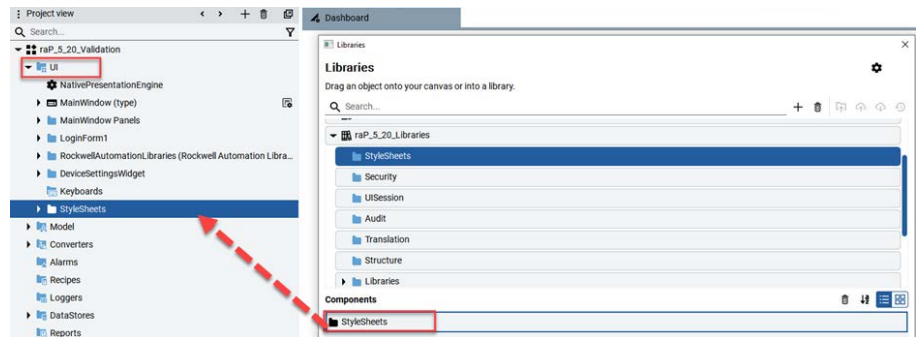 Project view
Search...
raP_5_20_Validation
UI
NativePresentationEngine
MainWindow (type)
MainWindow Panels
LoginForm1
RockwellAutomationLibraries (Rockwell Automation Libra...
DeviceSettingsWidget
Keyboards
StyleSheets
Model
Converters
Alarms
Recipes
Loggers
DataStores
Reports
Dashboard
Libraries
Libraries
Drag an object onto your canvas or into a library.
Search...
raP_5_20_Libraries
StyleSheets
Security
UISession
Audit
Translation
Structure
Libraries
Components
StyleSheets